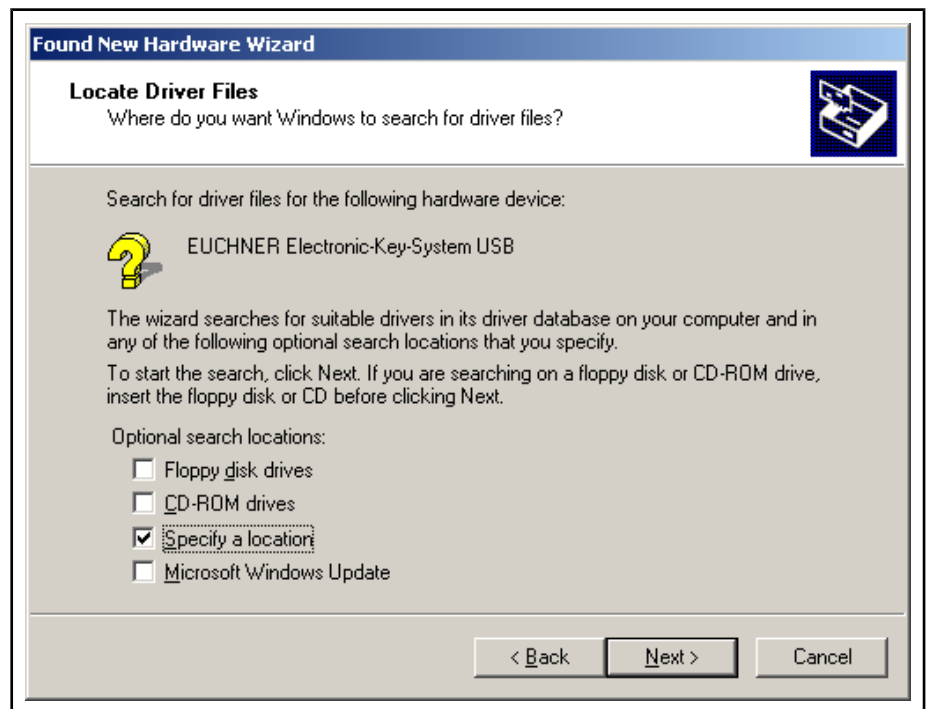 Found New Hardware Wizard
Locate Driver Files
Where do you want Windows to search for driver files?
Search for driver files for the following hardware device:
EUCHNER Electronic-Key-System USB
The wizard searches for suitable drivers in its driver database on your computer and in
any of the following optional search locations that you specify.
To start the search, click Next. If you are searching on a floppy disk or CD-ROM drive,
insert the floppy disk or CD before clicking Next.
Optional search locations:
Floppy disk drives
CD-ROM drives
Specify a location
Microsoft Windows Update
< Back Next > Cancel